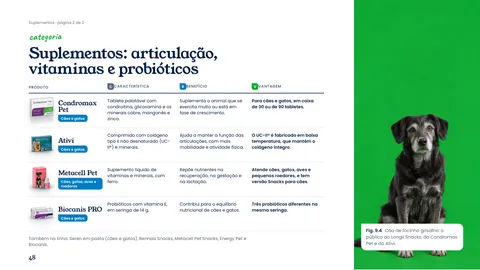 Suplementos · página 2 de 2
categoria
Suplementos: articulação,
vitaminas e probióticos
PRODUTO
C CARACTERÍSTICA
B BENEFÍCIO
V VANTAGEM
Condromax
Pet
Cães e gatos
Tablete palatável com
condroitina, glicosamina e os
minerais cobre, manganês e
zinco.
Suplementa o animal que se
exercita muito ou está em
fase de crescimento.
Para cães e gatos, em caixa
de 30 ou de 90 tabletes.
Ativi
Cães e gatos
Comprimido com colágeno
tipo II não desnaturado (UC-
II®) e minerais.
Ajuda a manter a função das
articulações, com mais
mobilidade e atividade física.
O UC-II® é fabricado em baixa
temperatura, que mantém o
colágeno íntegro.
Metacell Pet
Cães, gatos, aves e
roedores
Suplemento líquido de
vitaminas e minerais, com
ferro.
Repõe nutrientes na
recuperação, na gestação e
na lactação.
Atende cães, gatos, aves e
pequenos roedores, e tem
versão Snacks para cães.
Biocanis PRO
Cães e gatos
Probióticos com vitamina E,
em seringa de 14 g.
Contribui para o equilíbrio
nutricional de cães e gatos.
Três probióticos diferentes na
mesma seringa.
Também na linha: Seren em pasta (cães e gatos),
Snacks, Metacell Pet Snacks, Energy Pet e
48
Fig. 9.4 Cão de focinho grisalho: o
público do Longii Snacks, do Condromax
Pet e do Ativi.